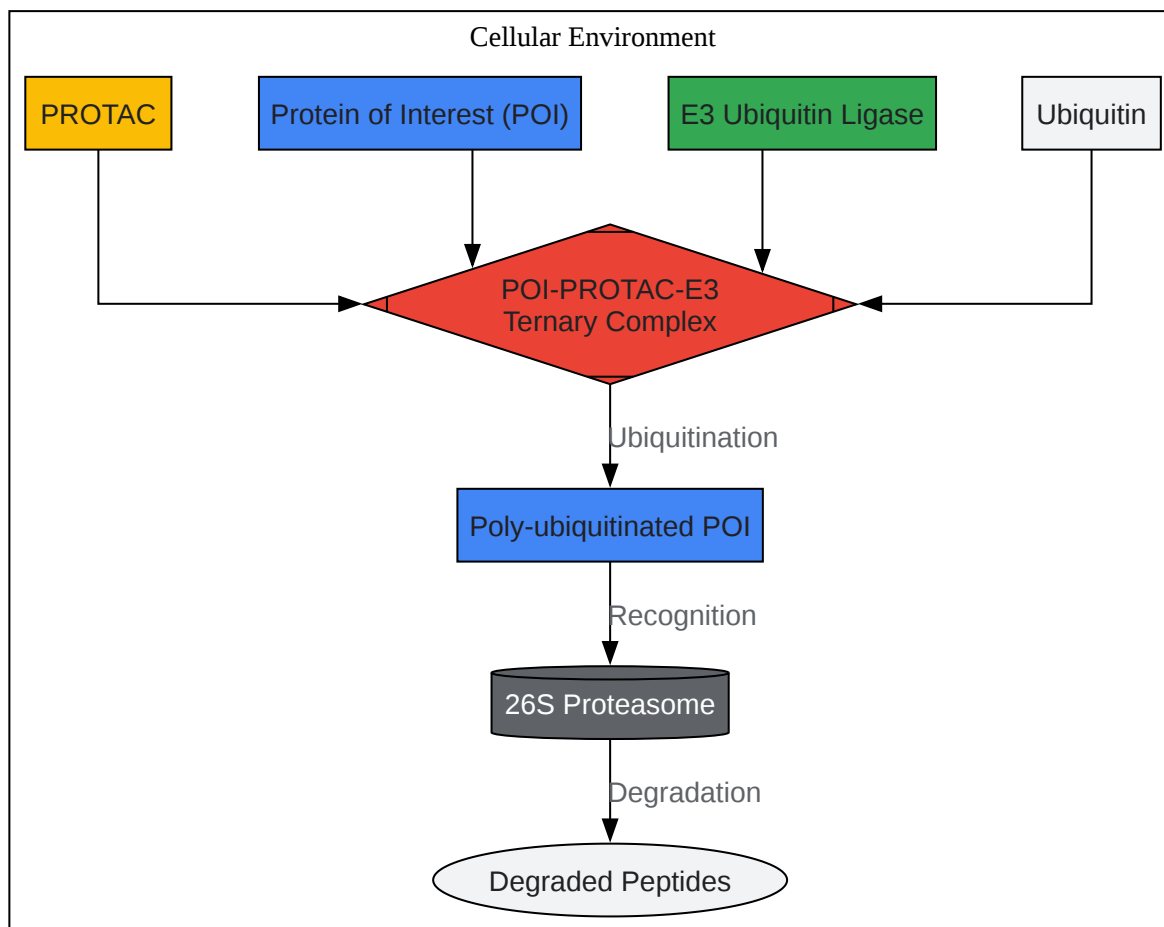 Cellular Environment
PROTAC
Protein of Interest (POI)
E3 Ubiquitin Ligase
Ubiquitin
POI-PROTAC-E3
Ternary Complex
Ubiquitination
Poly-ubiquitinated POI
Recognition
26S Proteasome
Degradation
Degraded Peptides